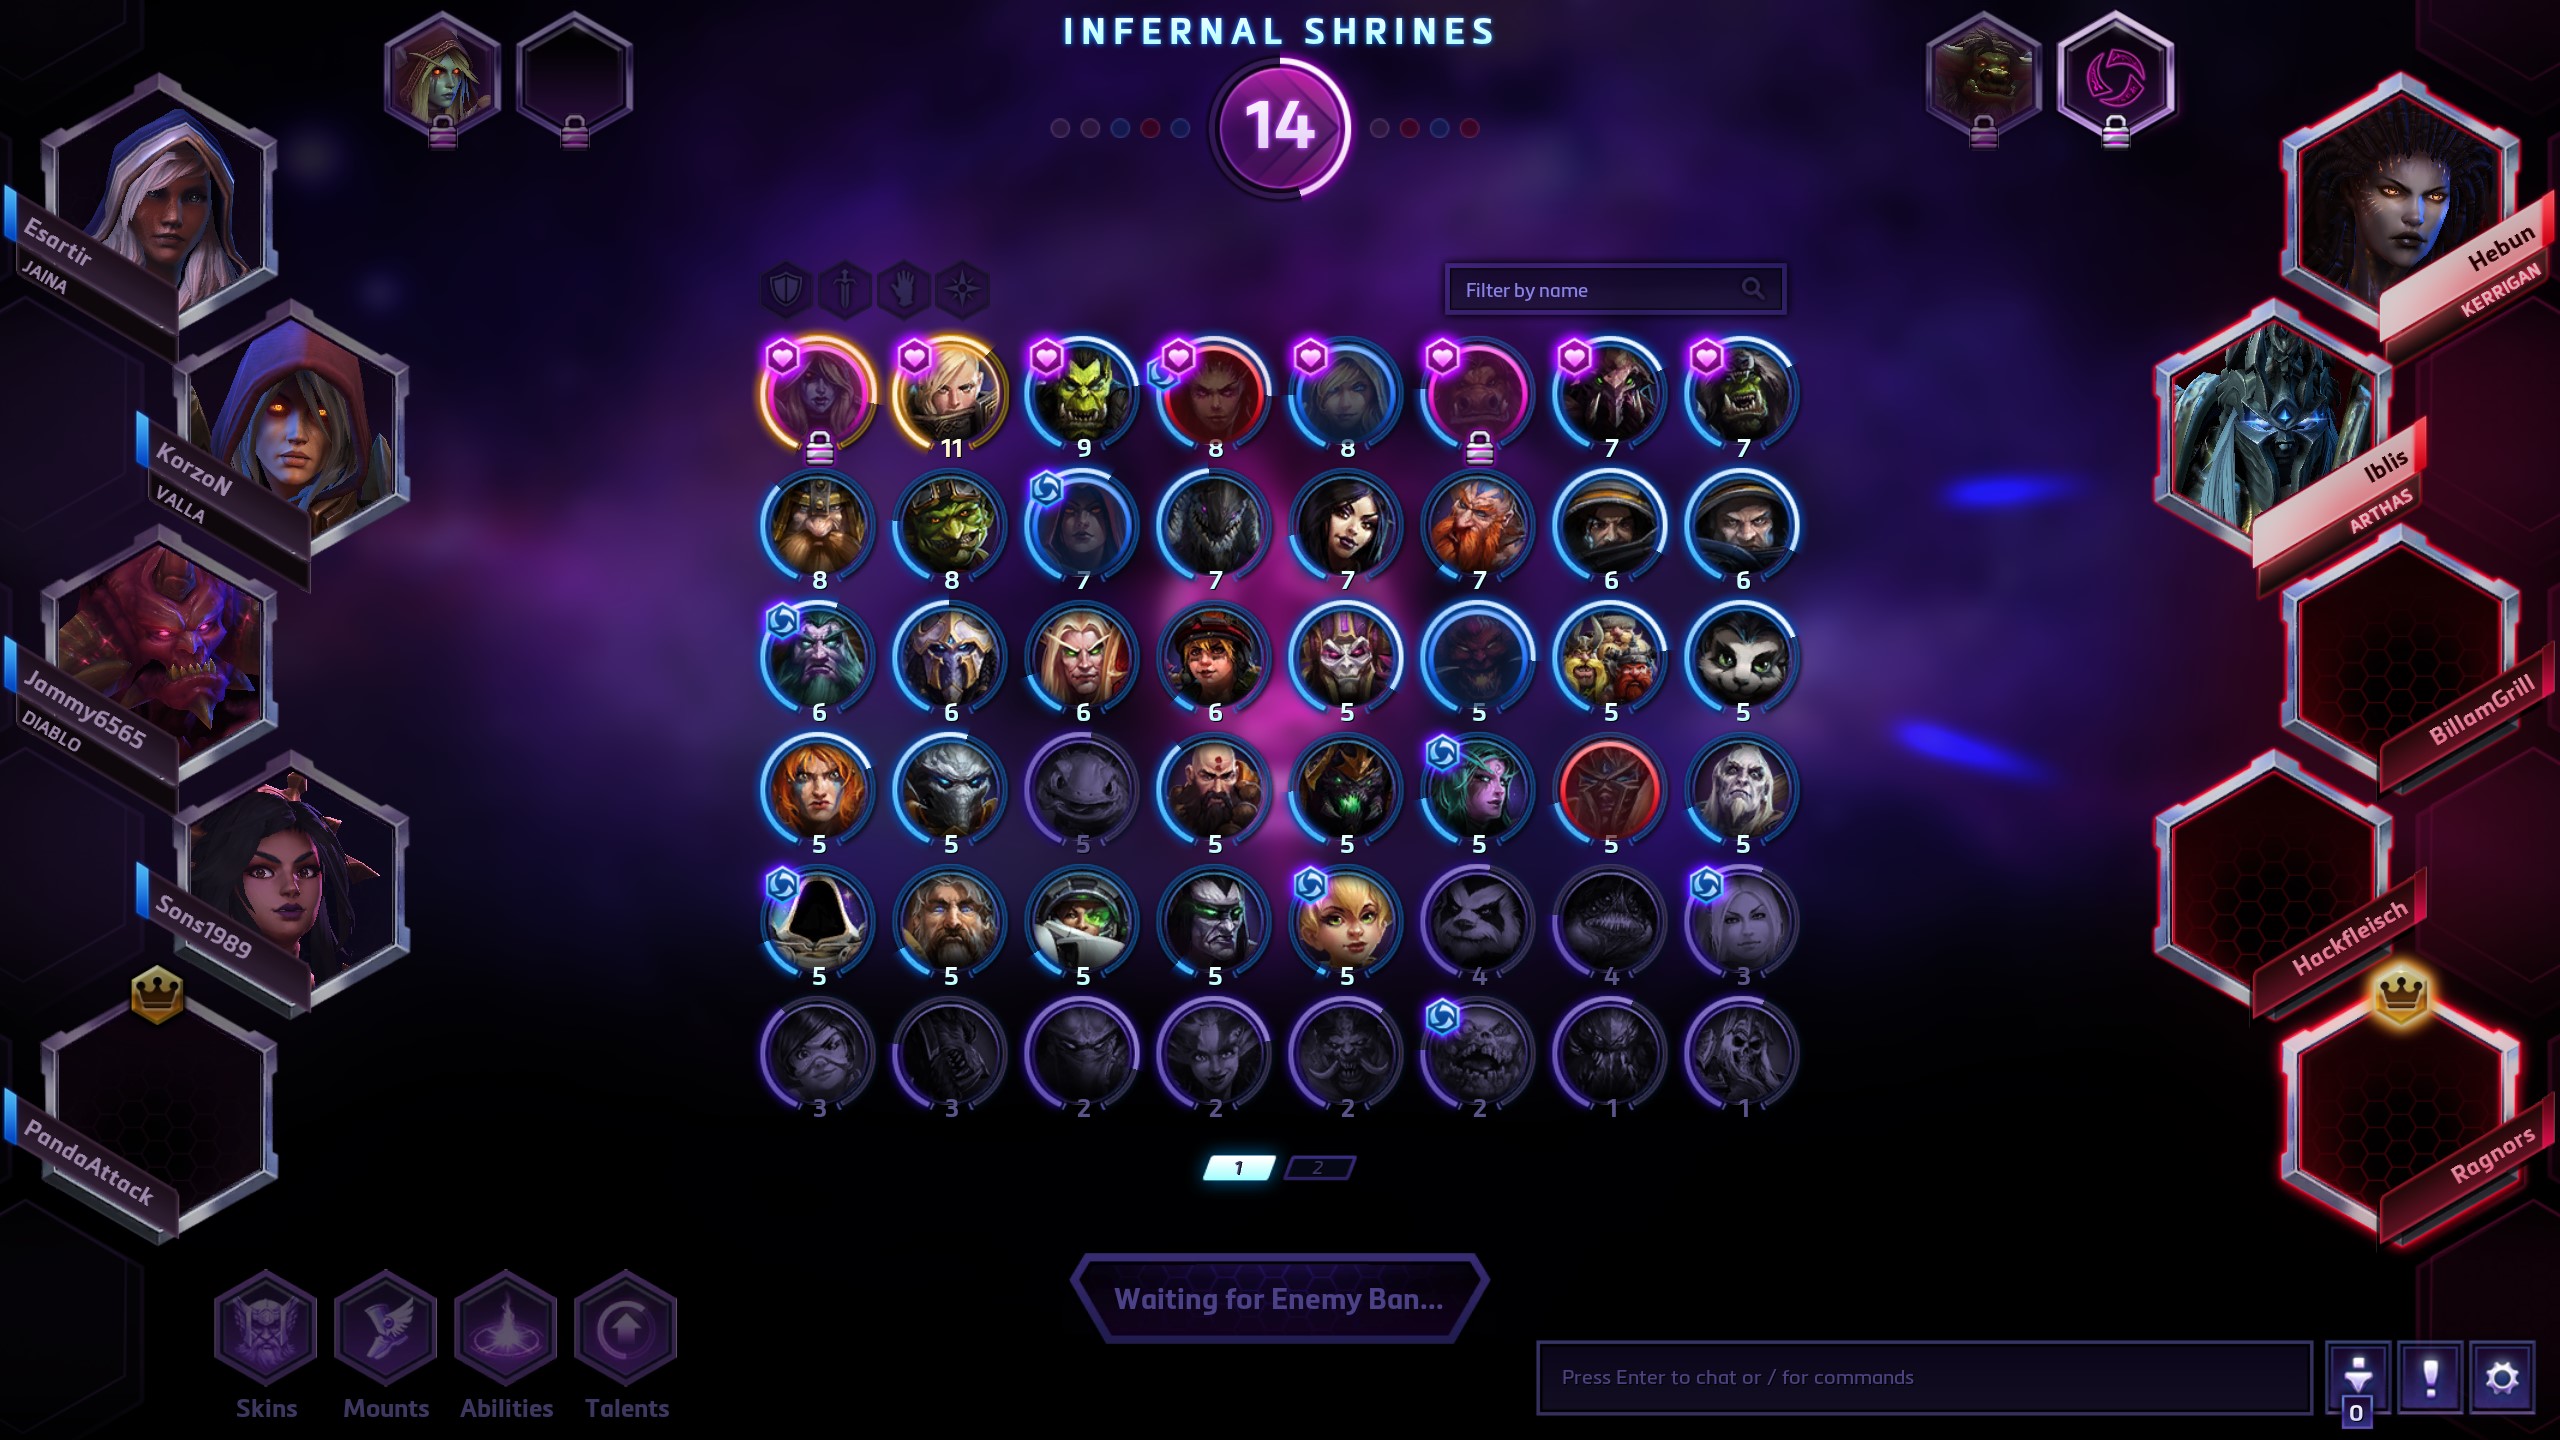 INFERNAL SHRINES
14
Esartir
JAINA
KorzoN
VALLA
Jammy6565
DIABLO
Sons1989
PandaAttack
Filter by name
11 9 8 8 7 7
8 8 7 7 7 7 6 6
6 6 6 6 5 5 5 5
5 5 5 5 5 5 5 5
5 5 5 5 5 4 4 3
3 3 2 2 2 2 1 1
1 2
Waiting for Enemy Ban...
Hebun
KERRIGAN
Iblis
ARTHAS
BillamGrill
Hackfleisch
Ragnors
Skins Mounts Abilities Talents
Press Enter to chat or / for commands
0